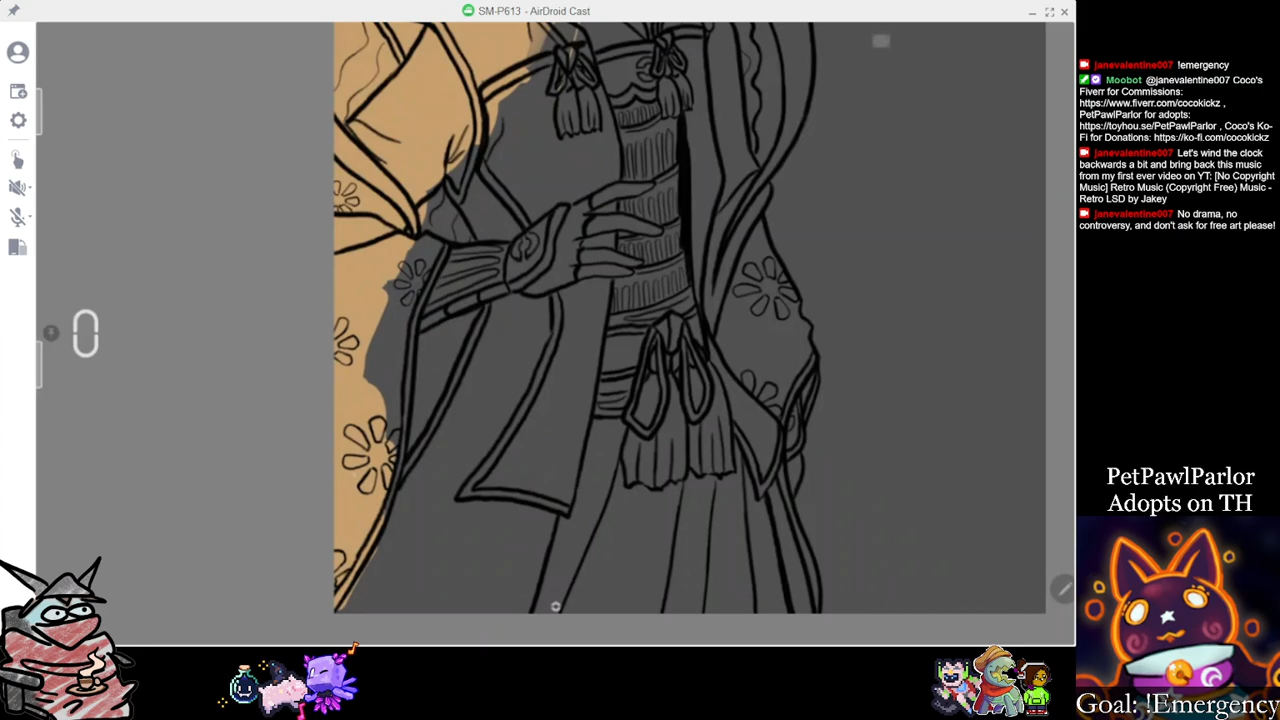 SM-P613 - AirDroid Cast
janevalentine007 !emergency
Moobot @janevalentine007 Coco's
Fiverr for Commissions:
https://www.fiverr.com/cocokickz ,
PetPawlParlor for adopts:
https://toyhou.se/PetPawlParlor , Coco's Ko-
Fi for Donations: https://ko-fi.com/cocokickz
janevalentine007 Let's wind the clock
backwards a bit and bring back this music
from my first ever video on YT: [No Copyright
Music] Retro Music (Copyright Free) Music -
Retro LSD by Jakey
janevalentine007 No drama, no
controversy, and don't ask for free art please!
PetPawlParlor
Adopts on TH
Goal: !Emergency